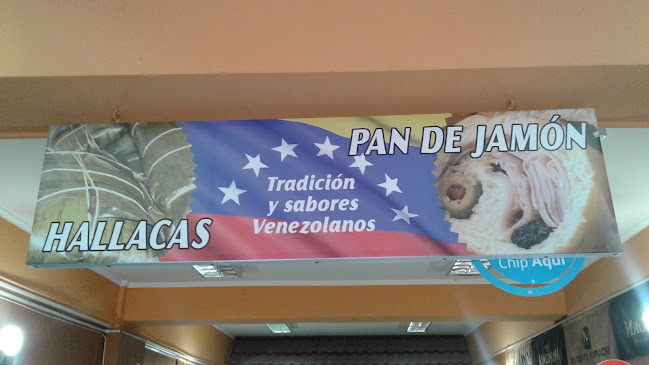 PAN DE JAMÓN
Tradición
y sabores
Venezolanos
HALLACAS
Chip Aquí